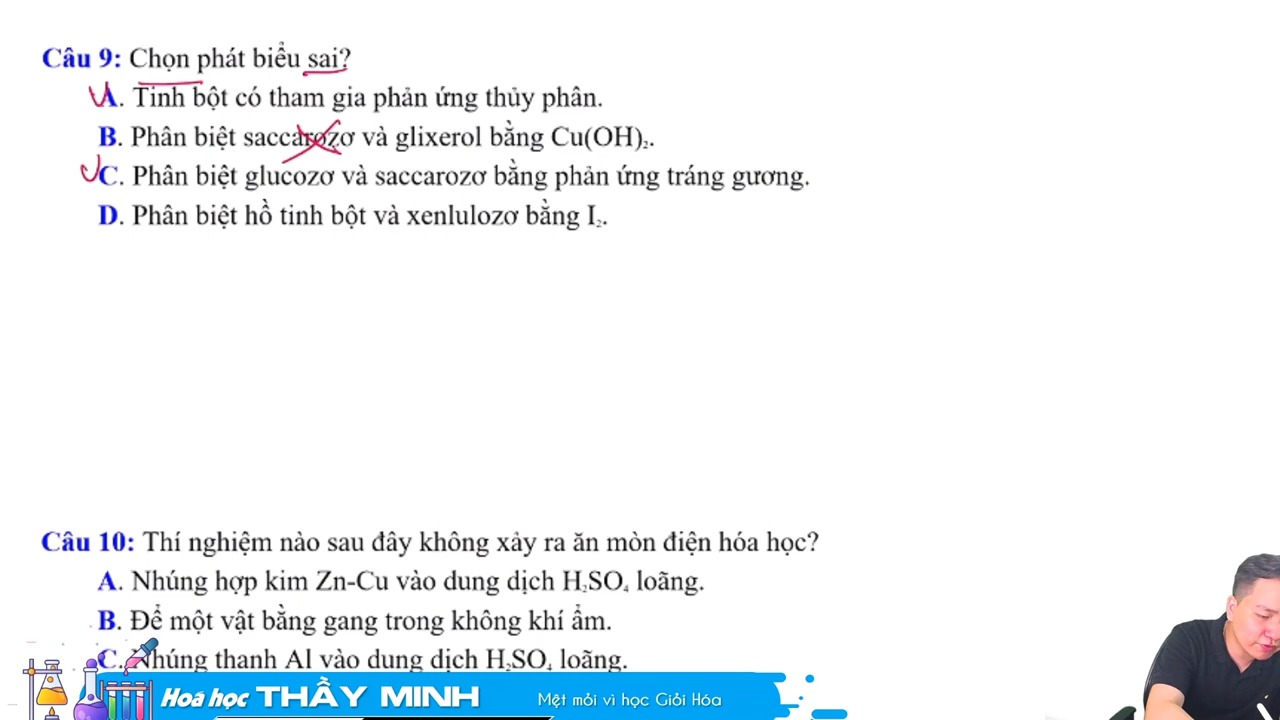 Câu 9: Chọn phát biểu sai?
A. Tinh bột có tham gia phản ứng thủy phân.
B. Phân biệt saccarozơ và glixerol bằng Cu(OH)₂.
C. Phân biệt glucozơ và saccarozơ bằng phản ứng tráng gương.
D. Phân biệt hồ tinh bột và xenlulozơ bằng I₂.
Câu 10: Thí nghiệm nào sau đây không xảy ra ăn mòn điện hóa học?
A. Nhúng hợp kim Zn-Cu vào dung dịch H₂SO₄ loãng.
B. Để một vật bằng gang trong không khí ẩm.
C. Nhúng thanh Al vào dung dịch H₂SO₄ loãng.
Hoá học THẦY MINH Mệt mỏi vì học Giỏi Hóa